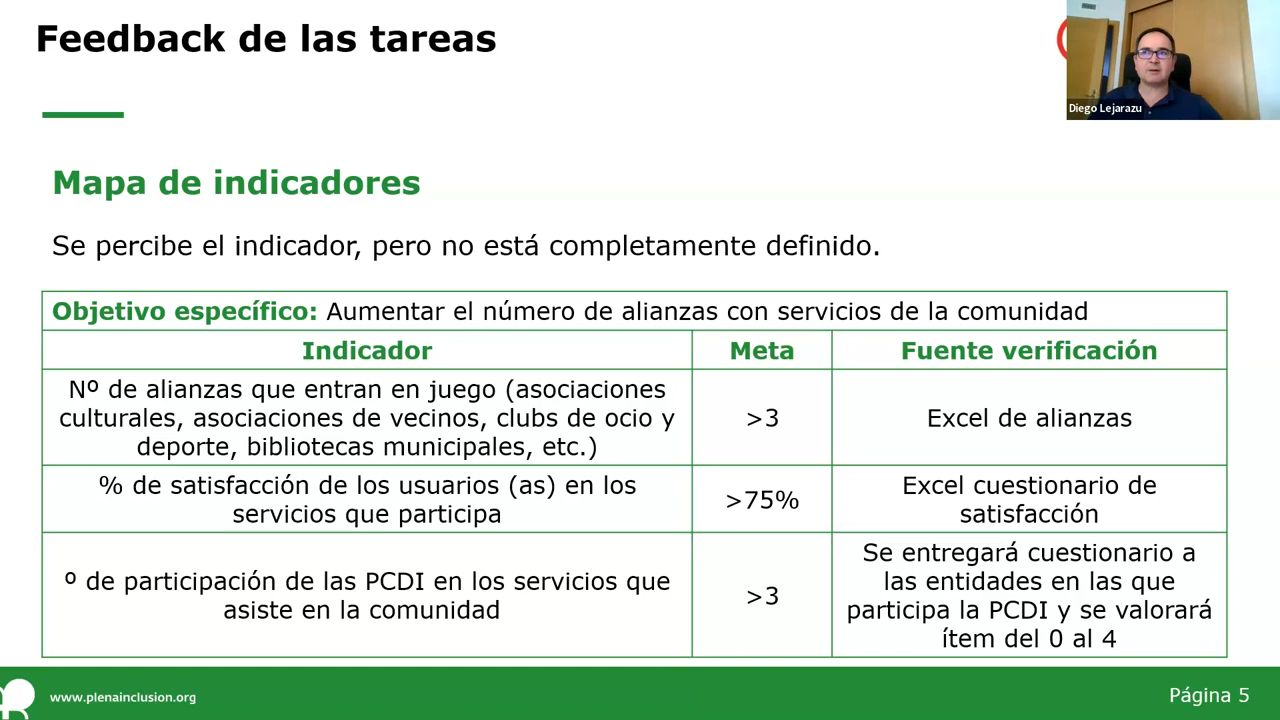 Feedback de las tareas
Diego Lejarazu
Mapa de indicadores
Se percibe el indicador, pero no está completamente definido.
Objetivo específico: Aumentar el número de alianzas con servicios de la comunidad
Indicador Meta Fuente verificación
Nº de alianzas que entran en juego (asociaciones
culturales, asociaciones de vecinos, clubs de ocio y
deporte, bibliotecas municipales, etc.)
>3
Excel de alianzas
% de satisfacción de los usuarios (as) en los
servicios que participa
>75%
Excel cuestionario de
satisfacción
º de participación de las PCDI en los servicios que
asiste en la comunidad
>3
Se entregará cuestionario a
las entidades en las que
participa la PCDI y se valorará
ítem del 0 al 4
www.plenainclusion.org
Página 5